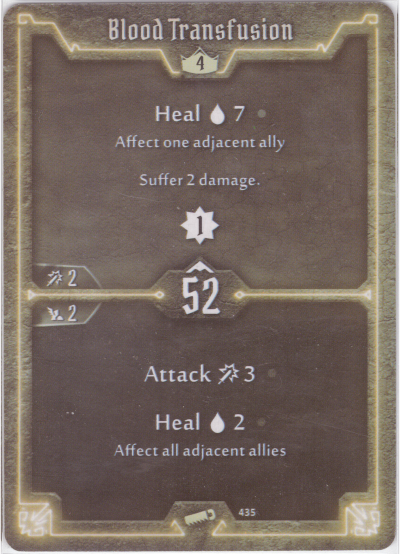 Blood Transfusion
4
Heal 7
Affect one adjacent ally
Suffer 2 damage.
1
2
52
2
Attack 3
Heal 2
Affect all adjacent allies
435